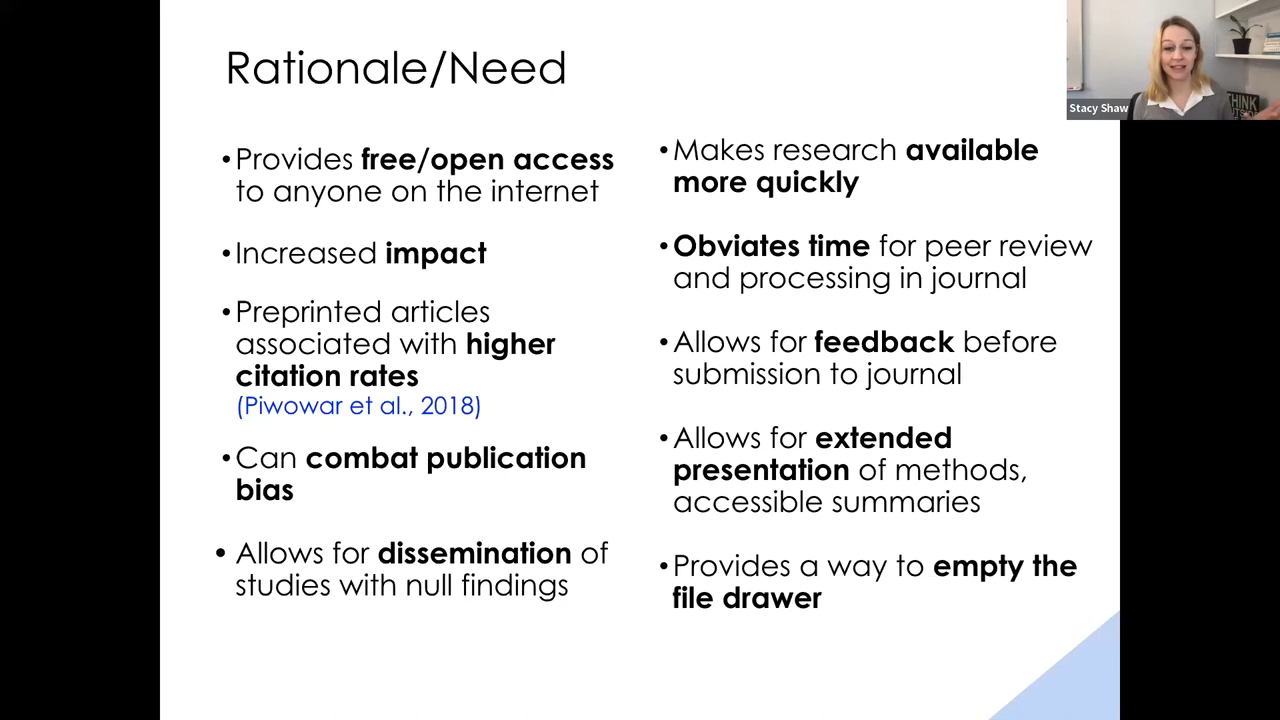 Rationale/Need
•Provides free/open access
to anyone on the internet
•Increased impact
•Preprinted articles
associated with higher
citation rates
(Piwowar et al., 2018)
•Can combat publication
bias
• Allows for dissemination of
studies with null findings
•Makes research available
more quickly
•Obviates time for peer review
and processing in journal
•Allows for feedback before
submission to journal
•Allows for extended
presentation of methods,
accessible summaries
•Provides a way to empty the
file drawer
Stacy Shaw
THINK